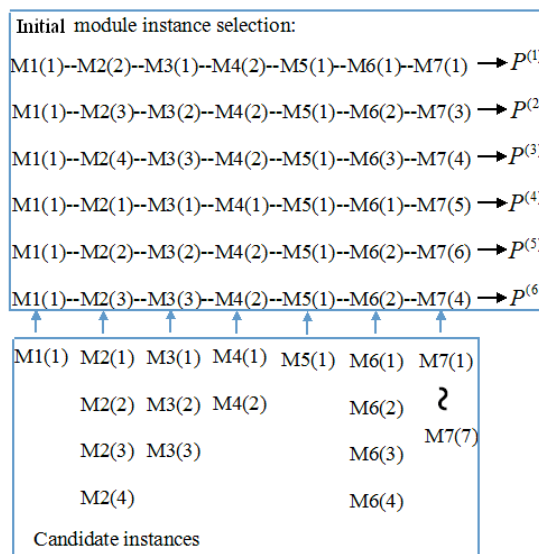 Initial module instance selection:
M1(1)--M2(2)--M3(1)--M4(2)--M5(1)--M6(1)--M7(1) → P^(1)
M1(1)--M2(3)--M3(2)--M4(2)--M5(1)--M6(2)--M7(3) → P^(2
M1(1)--M2(4)--M3(3)--M4(2)--M5(1)--M6(3)--M7(4) → P^(3)
M1(1)--M2(1)--M3(1)--M4(1)--M5(1)--M6(1)--M7(5) → P^(4)
M1(1)--M2(2)--M3(2)--M4(2)--M5(1)--M6(2)--M7(6) → P^(5)
M1(1)--M2(3)--M3(3)--M4(2)--M5(1)--M6(2)--M7(4) → P^(6
M1(1) M2(1) M3(1) M4(1) M5(1) M6(1) M7(1)
M2(2) M3(2) M4(2) M6(2) ~
M2(3) M3(3) M6(3) M7(7)
M2(4) M6(4)
Candidate instances